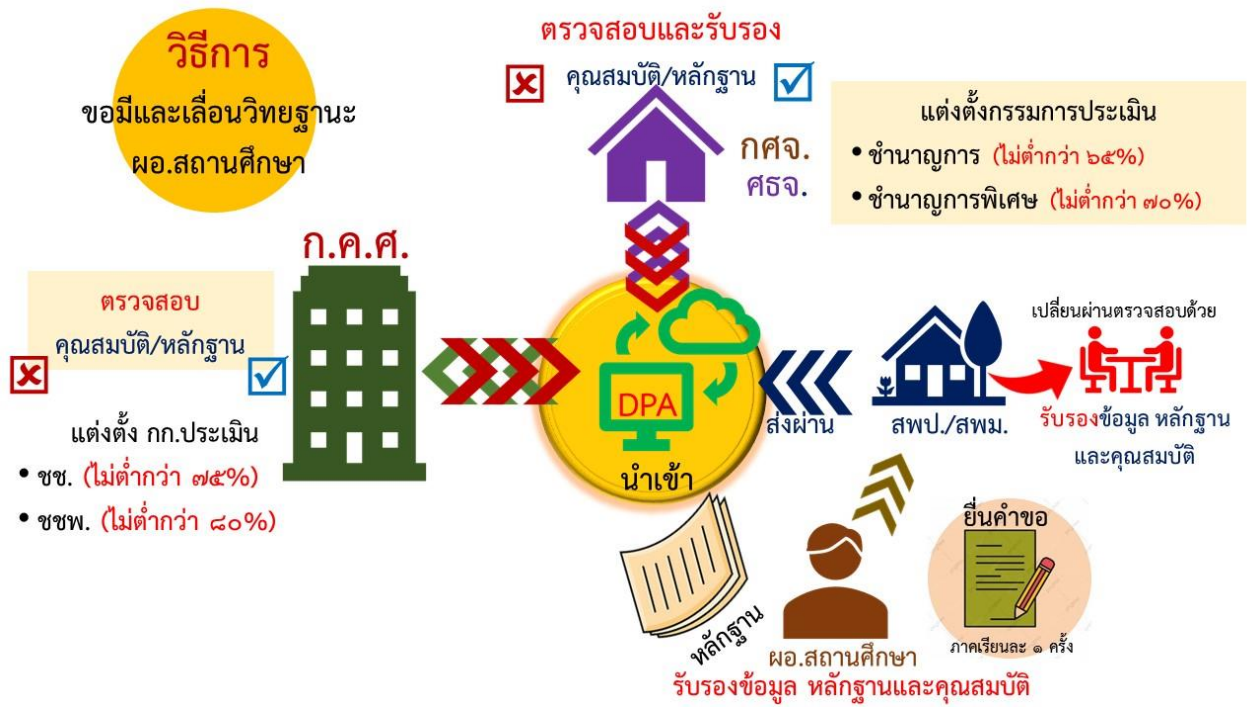 วิธีการ
ขอมีและเลื่อนวิทยฐานะ
ผอ.สถานศึกษา
ตรวจสอบและรับรอง
คุณสมบัติ/หลักฐาน
กศจ.
ศธจ.
แต่งตั้งกรรมการประเมิน
• ชำนาญการ (ไม่ต่ำกว่า ๖๕%)
• ชำนาญการพิเศษ (ไม่ต่ำกว่า ๗๐%)
ก.ค.ศ.
ตรวจสอบ
คุณสมบัติ/หลักฐาน
แต่งตั้ง กก.ประเมิน
• ชช. (ไม่ต่ำกว่า ๗๕%)
• ชชพ. (ไม่ต่ำกว่า ๘๐%)
DPA
นำเข้า
ส่งผ่าน
สพป./สพม.
เปลี่ยนผ่านตรวจสอบด้วย
รับรองข้อมูล หลักฐาน
และคุณสมบัติ
หลักฐาน
ยื่นคำขอ
ภาคเรียนละ ๑ ครั้ง
ผอ.สถานศึกษา
รับรองข้อมูล หลักฐานและคุณสมบัติ